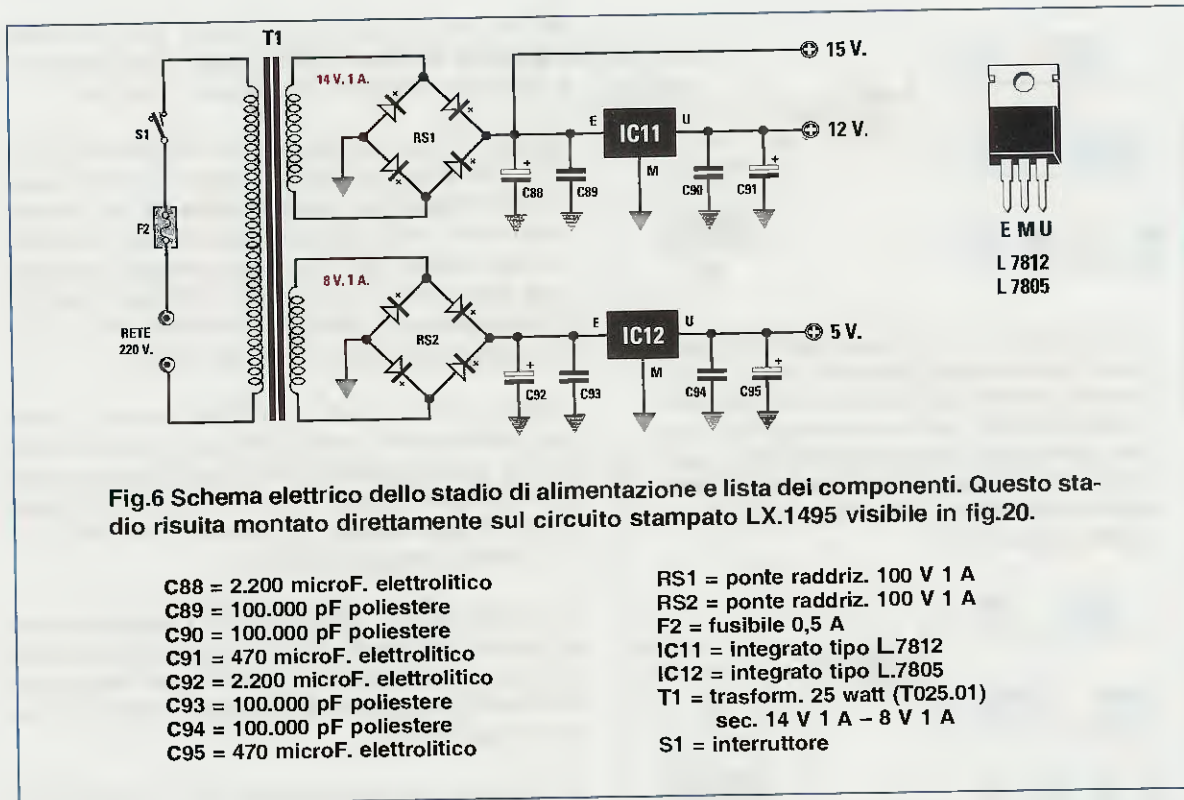 T1
14 V. 1 A.
15 V.
S1
RS1
E
IC11
U
12 V.
M
C88
C89
C90
C91
F2
E M U
L 7812
L 7805
8 V. 1 A.
RETE
220 V.
RS2
E
IC12
U
5 V.
M
C92
C93
C94
C95
Fig.6 Schema elettrico dello stadio di alimentazione e lista dei componenti. Questo sta-
dio risulta montato direttamente sul circuito stampato LX.1495 visibile in fig.20.
C88 = 2.200 microF. elettrolitico
C89 = 100.000 pF poliestere
C90 = 100.000 pF poliestere
C91 = 470 microF. elettrolitico
C92 = 2.200 microF. elettrolitico
C93 = 100.000 pF poliestere
C94 = 100.000 pF poliestere
C95 = 470 microF. elettrolitico
RS1 = ponte raddriz. 100 V 1 A
RS2 = ponte raddriz. 100 V 1 A
F2 = fusibile 0,5 A
IC11 = integrato tipo L.7812
IC12 = integrato tipo L.7805
T1 = trasform. 25 watt (T025.01)
sec. 14 V 1 A – 8 V 1 A
S1 = interruttore